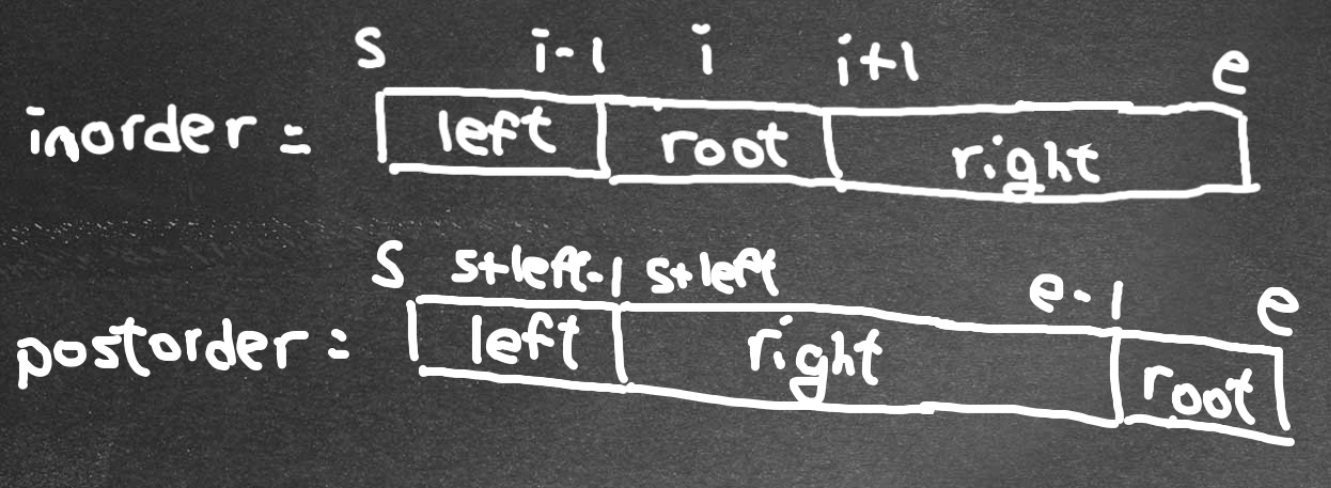 s i-1 i i+1 e
inorder = left root right
s s+left-1 s+left e-1 e
postorder = left right root